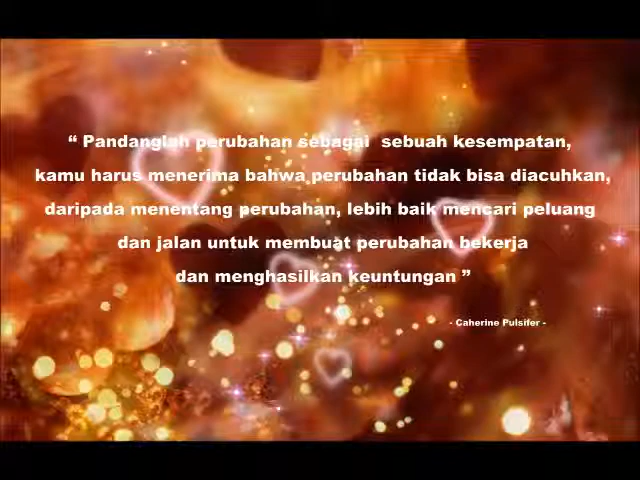 “ Pandanglah perubahan sebagai sebuah kesempatan,
kamu harus menerima bahwa perubahan tidak bisa diacuhkan,
daripada menentang perubahan, lebih baik mencari peluang
dan jalan untuk membuat perubahan bekerja
dan menghasilkan keuntungan ”
- Caherine Pulsifer -